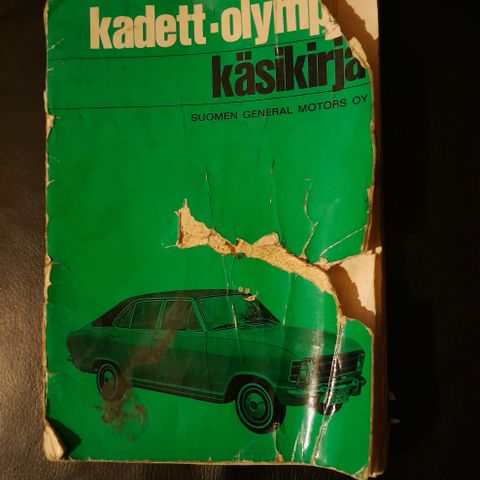 kadett-olymp
käsikirja
SUOMEN GENERAL MOTORS OY